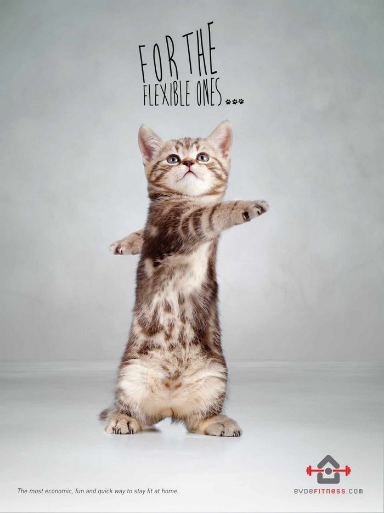 FOR THE
FLEXIBLE ONES...
The most economic, fun and quick way to stay fit at home.
EVDEFITNESS.COM